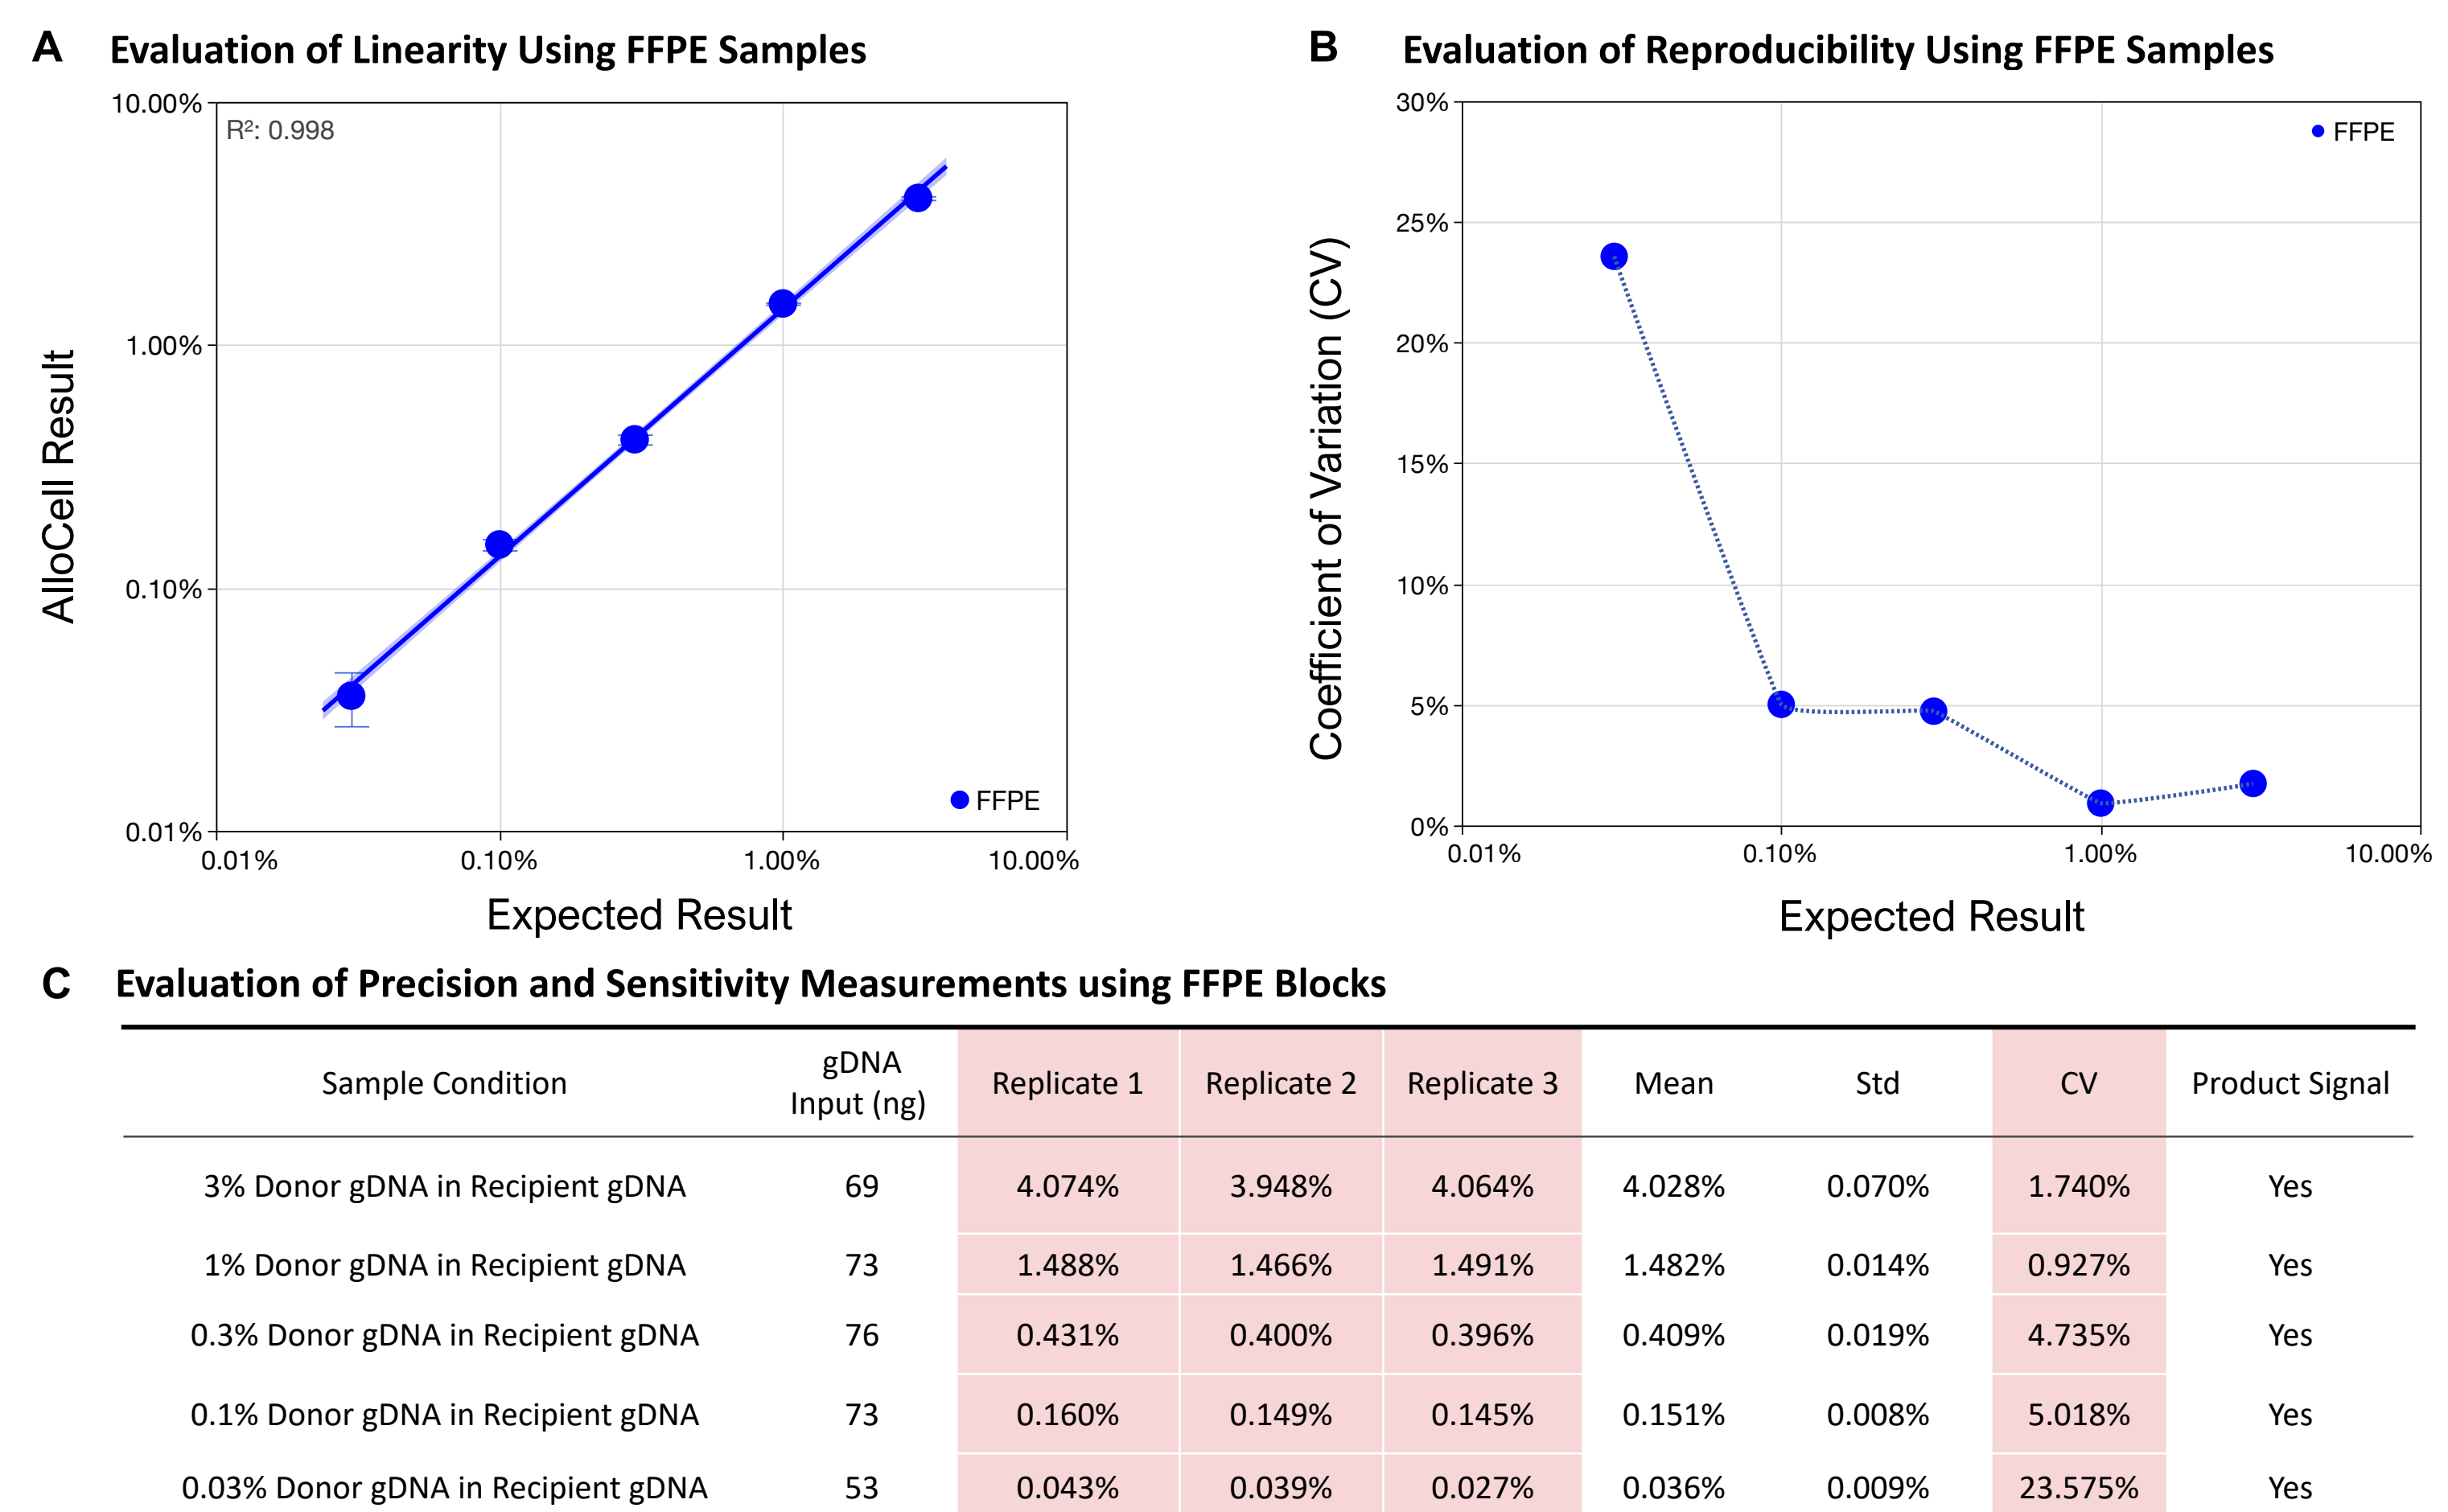 A Evaluation of Linearity Using FFPE Samples
10.00%
R²: 0.998
1.00%
0.10%
0.01%
AlloCell Result
FFPE
0.01% 0.10% 1.00% 10.00%
Expected Result
B Evaluation of Reproducibility Using FFPE Samples
30%
FFPE
25%
20%
15%
10%
5%
0%
Coefficient of Variation (CV)
0.01% 0.10% 1.00% 10.00%
Expected Result
C Evaluation of Precision and Sensitivity Measurements using FFPE Blocks
Sample Condition gDNA Input (ng) Replicate 1 Replicate 2 Replicate 3 Mean Std CV Product Signal
3% Donor gDNA in Recipient gDNA 69 4.074% 3.948% 4.064% 4.028% 0.070% 1.740% Yes
1% Donor gDNA in Recipient gDNA 73 1.488% 1.466% 1.491% 1.482% 0.014% 0.927% Yes
0.3% Donor gDNA in Recipient gDNA 76 0.431% 0.400% 0.396% 0.409% 0.019% 4.735% Yes
0.1% Donor gDNA in Recipient gDNA 73 0.160% 0.149% 0.145% 0.151% 0.008% 5.018% Yes
0.03% Donor gDNA in Recipient gDNA 53 0.043% 0.039% 0.027% 0.036% 0.009% 23.575% Yes